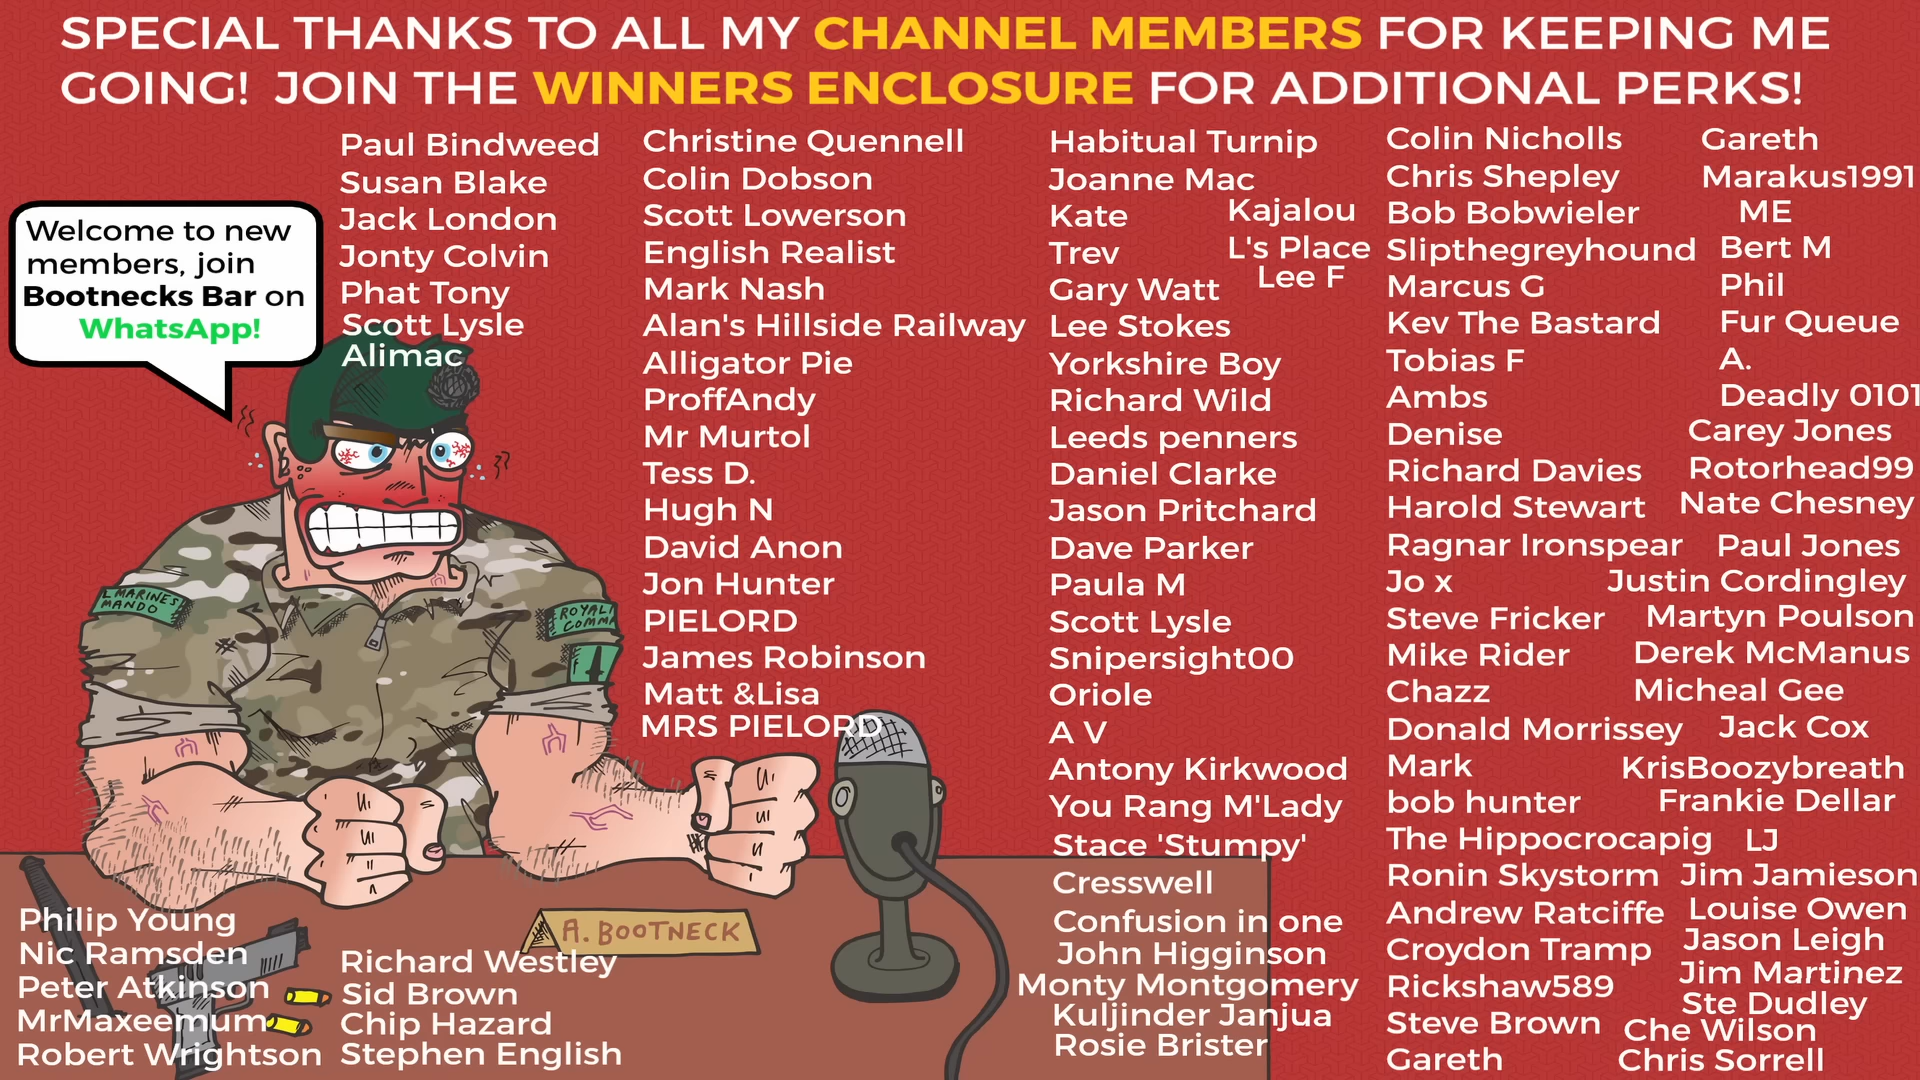 SPECIAL THANKS TO ALL MY CHANNEL MEMBERS FOR KEEPING ME
GOING! JOIN THE WINNERS ENCLOSURE FOR ADDITIONAL PERKS!
Welcome to new
members, join
Bootnecks Bar on
WhatsApp!
Paul Bindweed
Susan Blake
Jack London
Jonty Colvin
Phat Tony
Scott Lysle
Alimac
L MARINES
MANDO
ROYAL
COMMA
A. BOOTNECK
Philip Young
Nic Ramsden
Peter Atkinson
MrMaxeemum
Robert Wrightson
Richard Westley
Sid Brown
Chip Hazard
Stephen English
Christine Quennell
Colin Dobson
Scott Lowerson
English Realist
Mark Nash
Alan's Hillside Railway
Alligator Pie
ProffAndy
Mr Murtol
Tess D.
Hugh N
David Anon
Jon Hunter
PIELORD
James Robinson
Matt &Lisa
MRS PIELORD
Habitual Turnip
Joanne Mac
Kate
Trev
Gary Watt
Lee Stokes
Yorkshire Boy
Richard Wild
Leeds penners
Daniel Clarke
Jason Pritchard
Dave Parker
Paula M
Scott Lysle
Snipersight00
Oriole
A V
Antony Kirkwood
You Rang M'Lady
Stace 'Stumpy'
Cresswell
Confusion in one
John Higginson
Monty Montgomery
Kuljinder Janjua
Rosie Brister
Kajalou
L's Place
Lee F
Colin Nicholls
Chris Shepley
Bob Bobwieler
Slipthegreyhound
Marcus G
Kev The Bastard
Tobias F
Ambs
Denise
Richard Davies
Harold Stewart
Ragnar Ironspear
Jo x
Steve Fricker
Mike Rider
Chazz
Donald Morrissey
Mark
bob hunter
The Hippocrocapig
Ronin Skystorm
Andrew Ratciffe
Croydon Tramp
Rickshaw589
Steve Brown
Gareth
Gareth
Marakus1991
ME
Bert M
Phil
Fur Queue
A.
Deadly 0101
Carey Jones
Rotorhead99
Nate Chesney
Paul Jones
Justin Cordingley
Martyn Poulson
Derek McManus
Micheal Gee
Jack Cox
KrisBoozybreath
Frankie Dellar
LJ
Jim Jamieson
Louise Owen
Jason Leigh
Jim Martinez
Ste Dudley
Che Wilson
Chris Sorrell